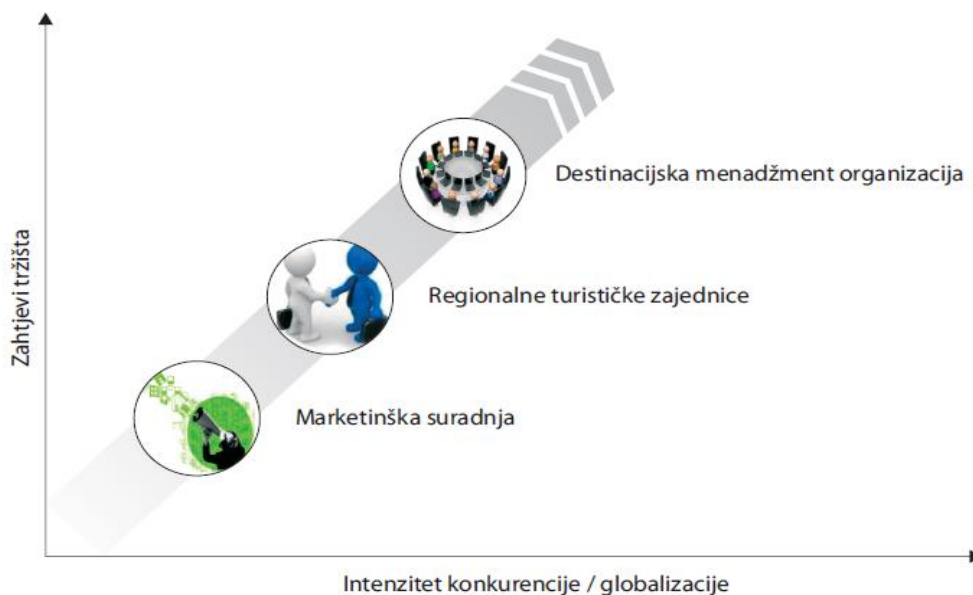 Zahtjevi tržišta
Destinacijska menadžment organizacija
Regionalne turističke zajednice
Marketinška suradnja
Intenzitet konkurencije / globalizacije